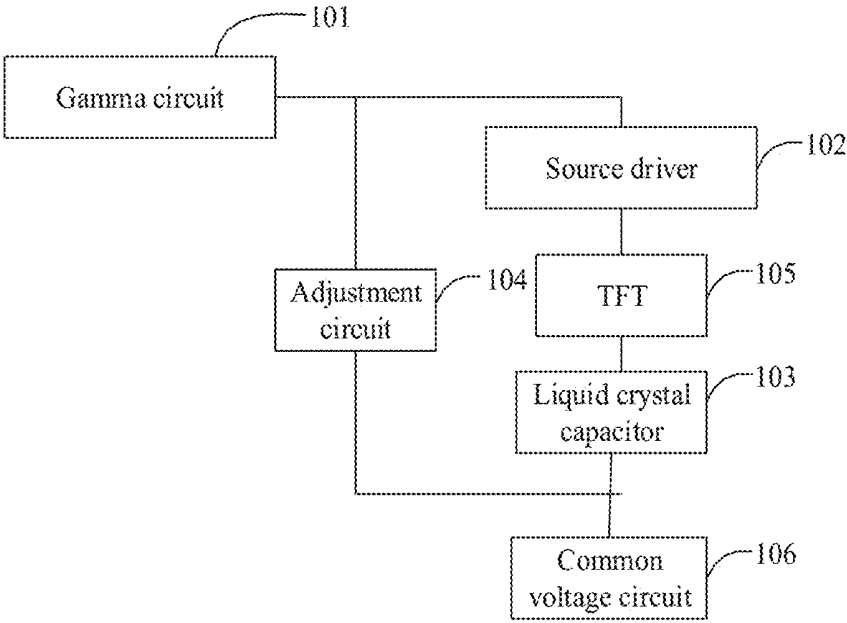 101
Gamma circuit
102
Source driver
104
Adjustment
circuit
105
TFT
103
Liquid crystal
capacitor
106
Common
voltage circuit